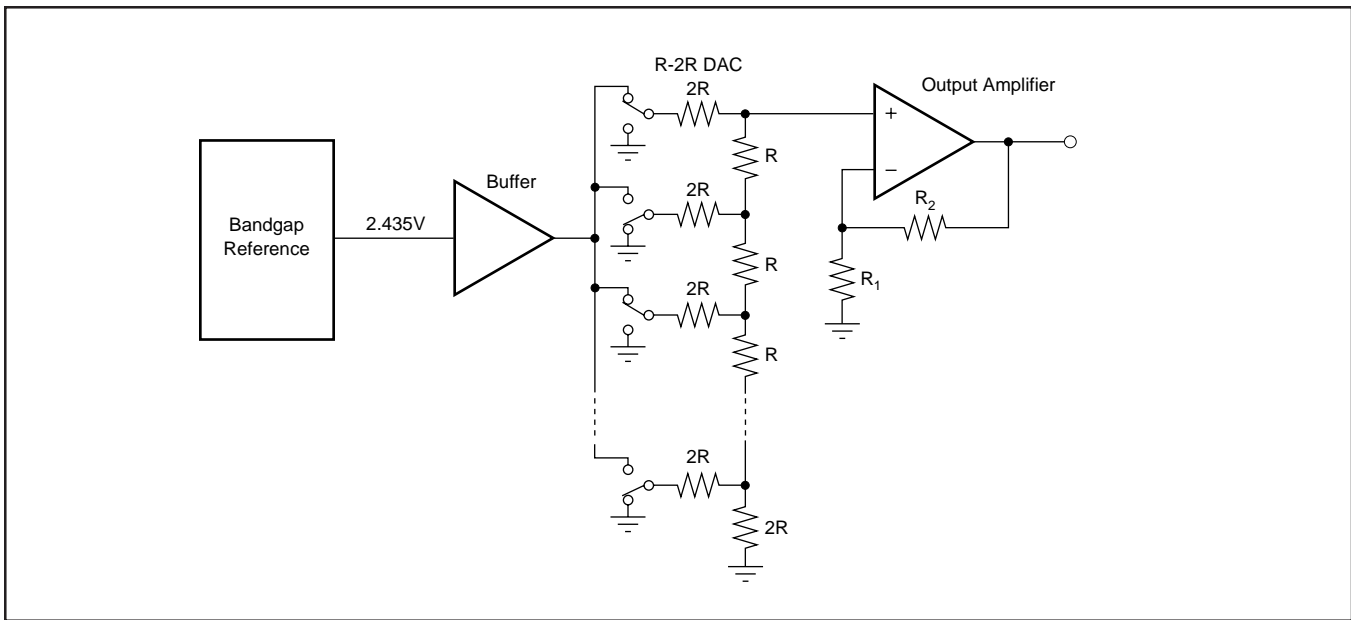 R-2R DAC
2R
Output Amplifier
+
R
−
Buffer
2R
R₂
Bandgap
Reference
2.435V
R
2R
R₁
R
2R
2R